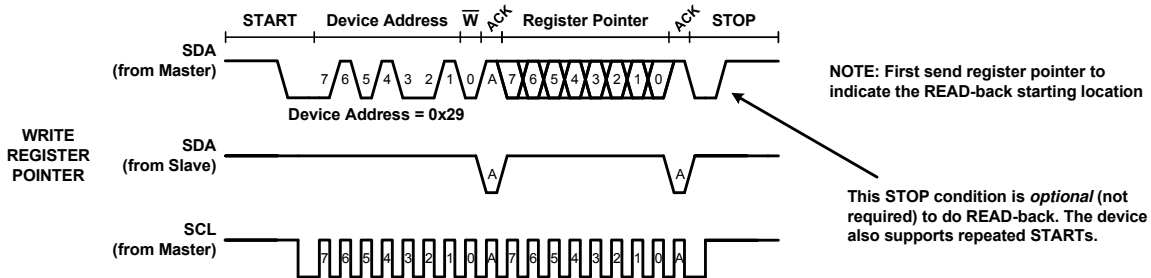 START Device Address W ACK Register Pointer ACK STOP
SDA
(from Master)
7 6 5 4 3 2 1 0 A 7 6 5 4 3 2 1 0 A
Device Address = 0x29
NOTE: First send register pointer to
indicate the READ-back starting location
WRITE
REGISTER
POINTER
SDA
(from Slave)
A A
This STOP condition is optional (not
required) to do READ-back. The device
also supports repeated STARTs.
SCL
(from Master)
7 6 5 4 3 2 1 0 A 7 6 5 4 3 2 1 0 A